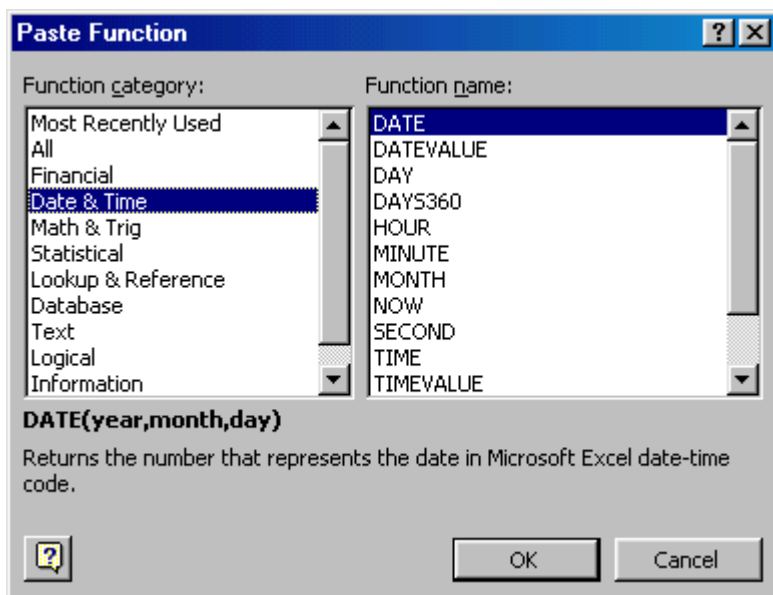 Paste Function
Function category:
Function name:
Most Recently Used
All
Financial
Date & Time
Math & Trig
Statistical
Lookup & Reference
Database
Text
Logical
Information
DATE
DATEVALUE
DAY
DAYS360
HOUR
MINUTE
MONTH
NOW
SECOND
TIME
TIMEVALUE
DATE(year,month,day)
Returns the number that represents the date in Microsoft Excel date-time
code.
OK
Cancel